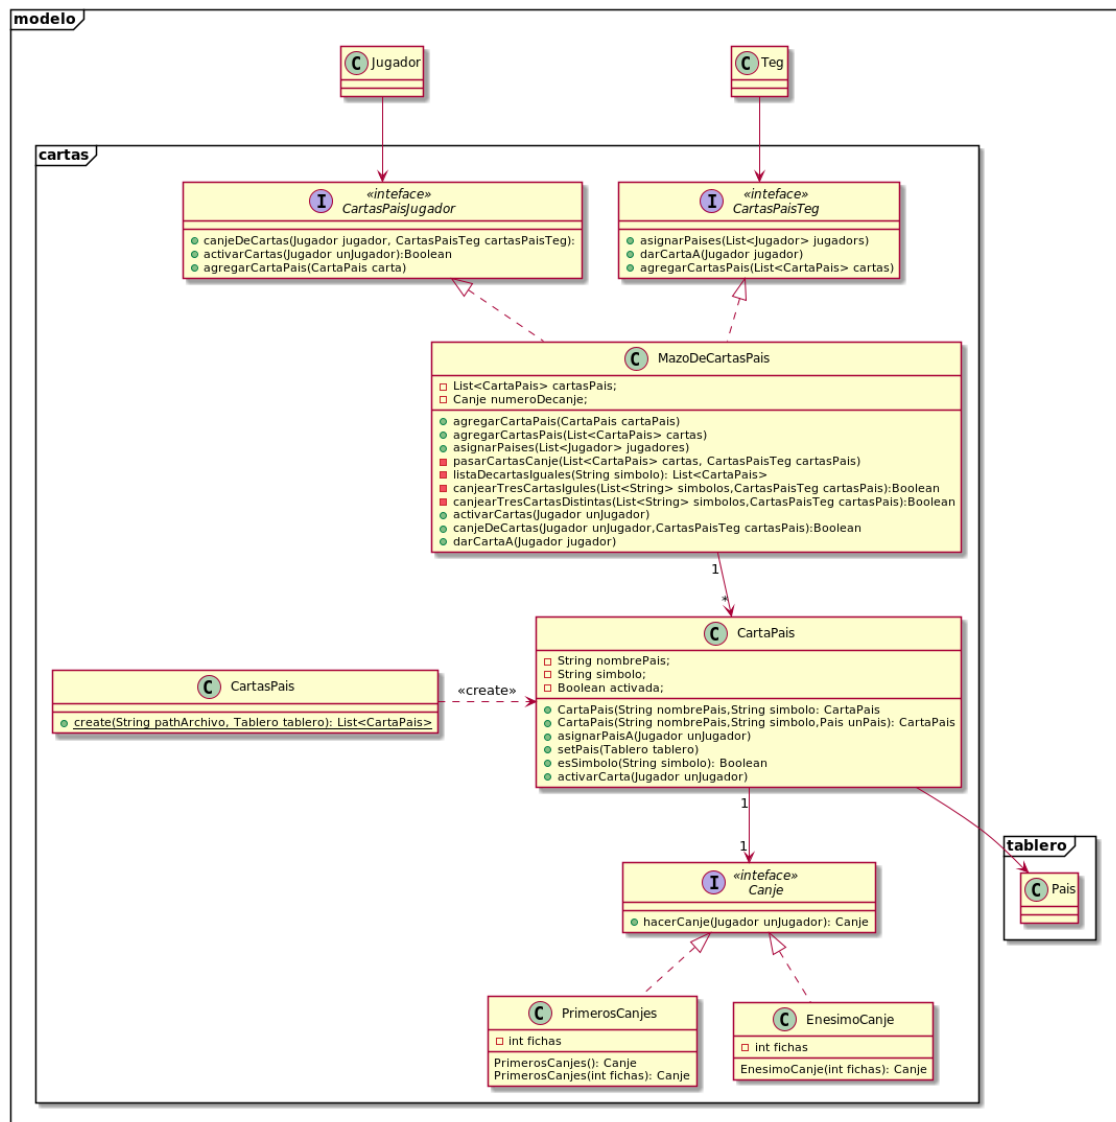 modelo
C Jugador
C Teg
cartas
I «inteface»
CartasPaisJugador
canjeDeCartas(Jugador jugador, CartasPaisTeg cartasPaisTeg):
activarCartas(Jugador unJugador):Boolean
agregarCartaPais(CartaPais carta)
I «inteface»
CartasPaisTeg
asignarPaises(List<Jugador> jugadors)
darCartaA(Jugador jugador)
agregarCartasPais(List<CartaPais> cartas)
C MazoDeCartasPais
List<CartaPais> cartasPais;
Canje numeroDecanje;
agregarCartaPais(CartaPais cartaPais)
agregarCartasPais(List<CartaPais> cartas)
asignarPaises(List<Jugador> jugadores)
pasarCartasCanje(List<CartaPais> cartas, CartasPaisTeg cartasPais)
listaDecartasIguales(String simbolo): List<CartaPais>
canjearTresCartasIgules(List<String> simbolos,CartasPaisTeg cartasPais):Boolean
canjearTresCartasDistintas(List<String> simbolos,CartasPaisTeg cartasPais):Boolean
activarCartas(Jugador unJugador)
canjeDeCartas(Jugador unJugador,CartasPaisTeg cartasPais):Boolean
darCartaA(Jugador jugador)
1
*
C CartasPais
create(String pathArchivo, Tablero tablero): List<CartaPais>
«create»
C CartaPais
String nombrePais;
String simbolo;
Boolean activada;
CartaPais(String nombrePais,String simbolo: CartaPais
CartaPais(String nombrePais,String simbolo,Pais unPais): CartaPais
asignarPaisA(Jugador unJugador)
setPais(Tablero tablero)
esSimbolo(String simbolo): Boolean
activarCarta(Jugador unJugador)
1
1
tablero
C Pais
I «inteface»
Canje
hacerCanje(Jugador unJugador): Canje
C PrimerosCanjes
int fichas
PrimerosCanjes(): Canje
PrimerosCanjes(int fichas): Canje
C EnesimoCanje
int fichas
EnesimoCanje(int fichas): Canje